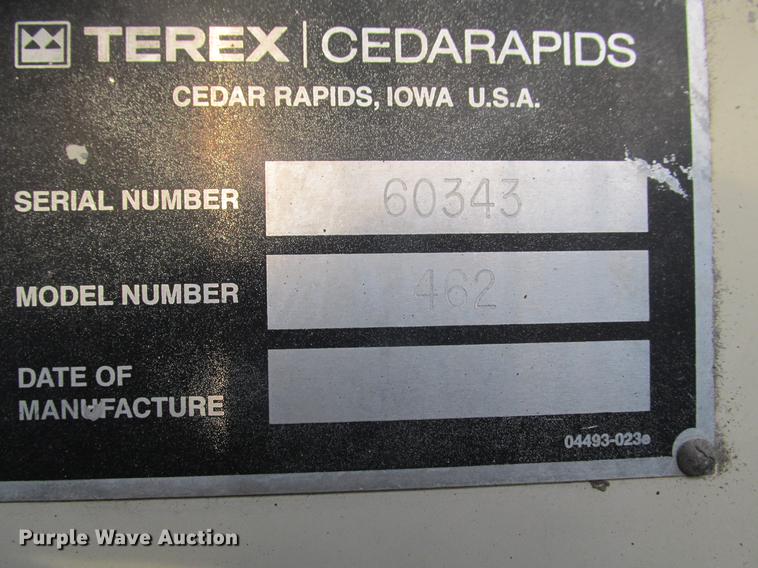 TEREX | CEDARAPIDS
CEDAR RAPIDS, IOWA U.S.A.
SERIAL NUMBER 60343
MODEL NUMBER 462
DATE OF
MANUFACTURE
04493-023e
Purple Wave Auction